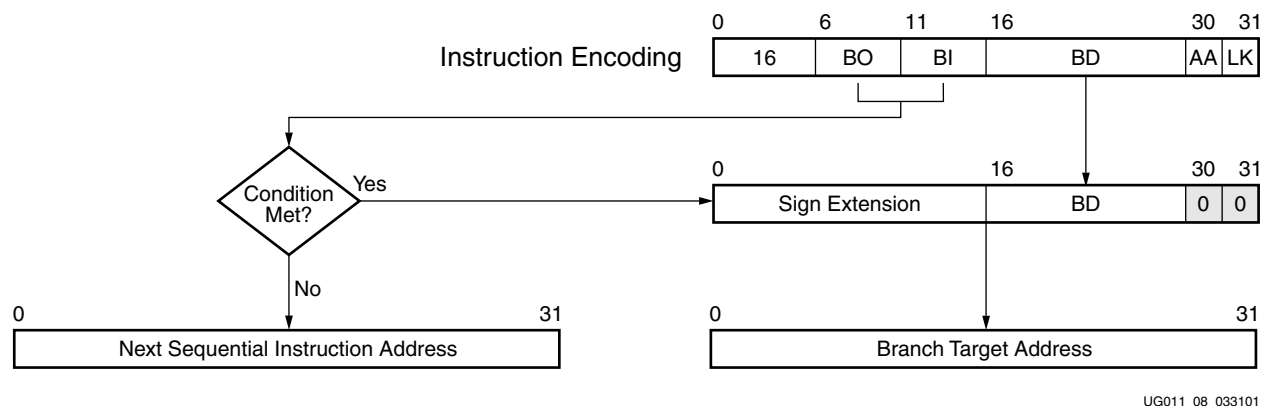 0 6 11 16 30 31
Instruction Encoding 16 BO BI BD AA LK
0 16 30 31
Condition
Met?
Yes
Sign Extension BD 0 0
No
0 31 0 31
Next Sequential Instruction Address Branch Target Address
UG011_08_033101